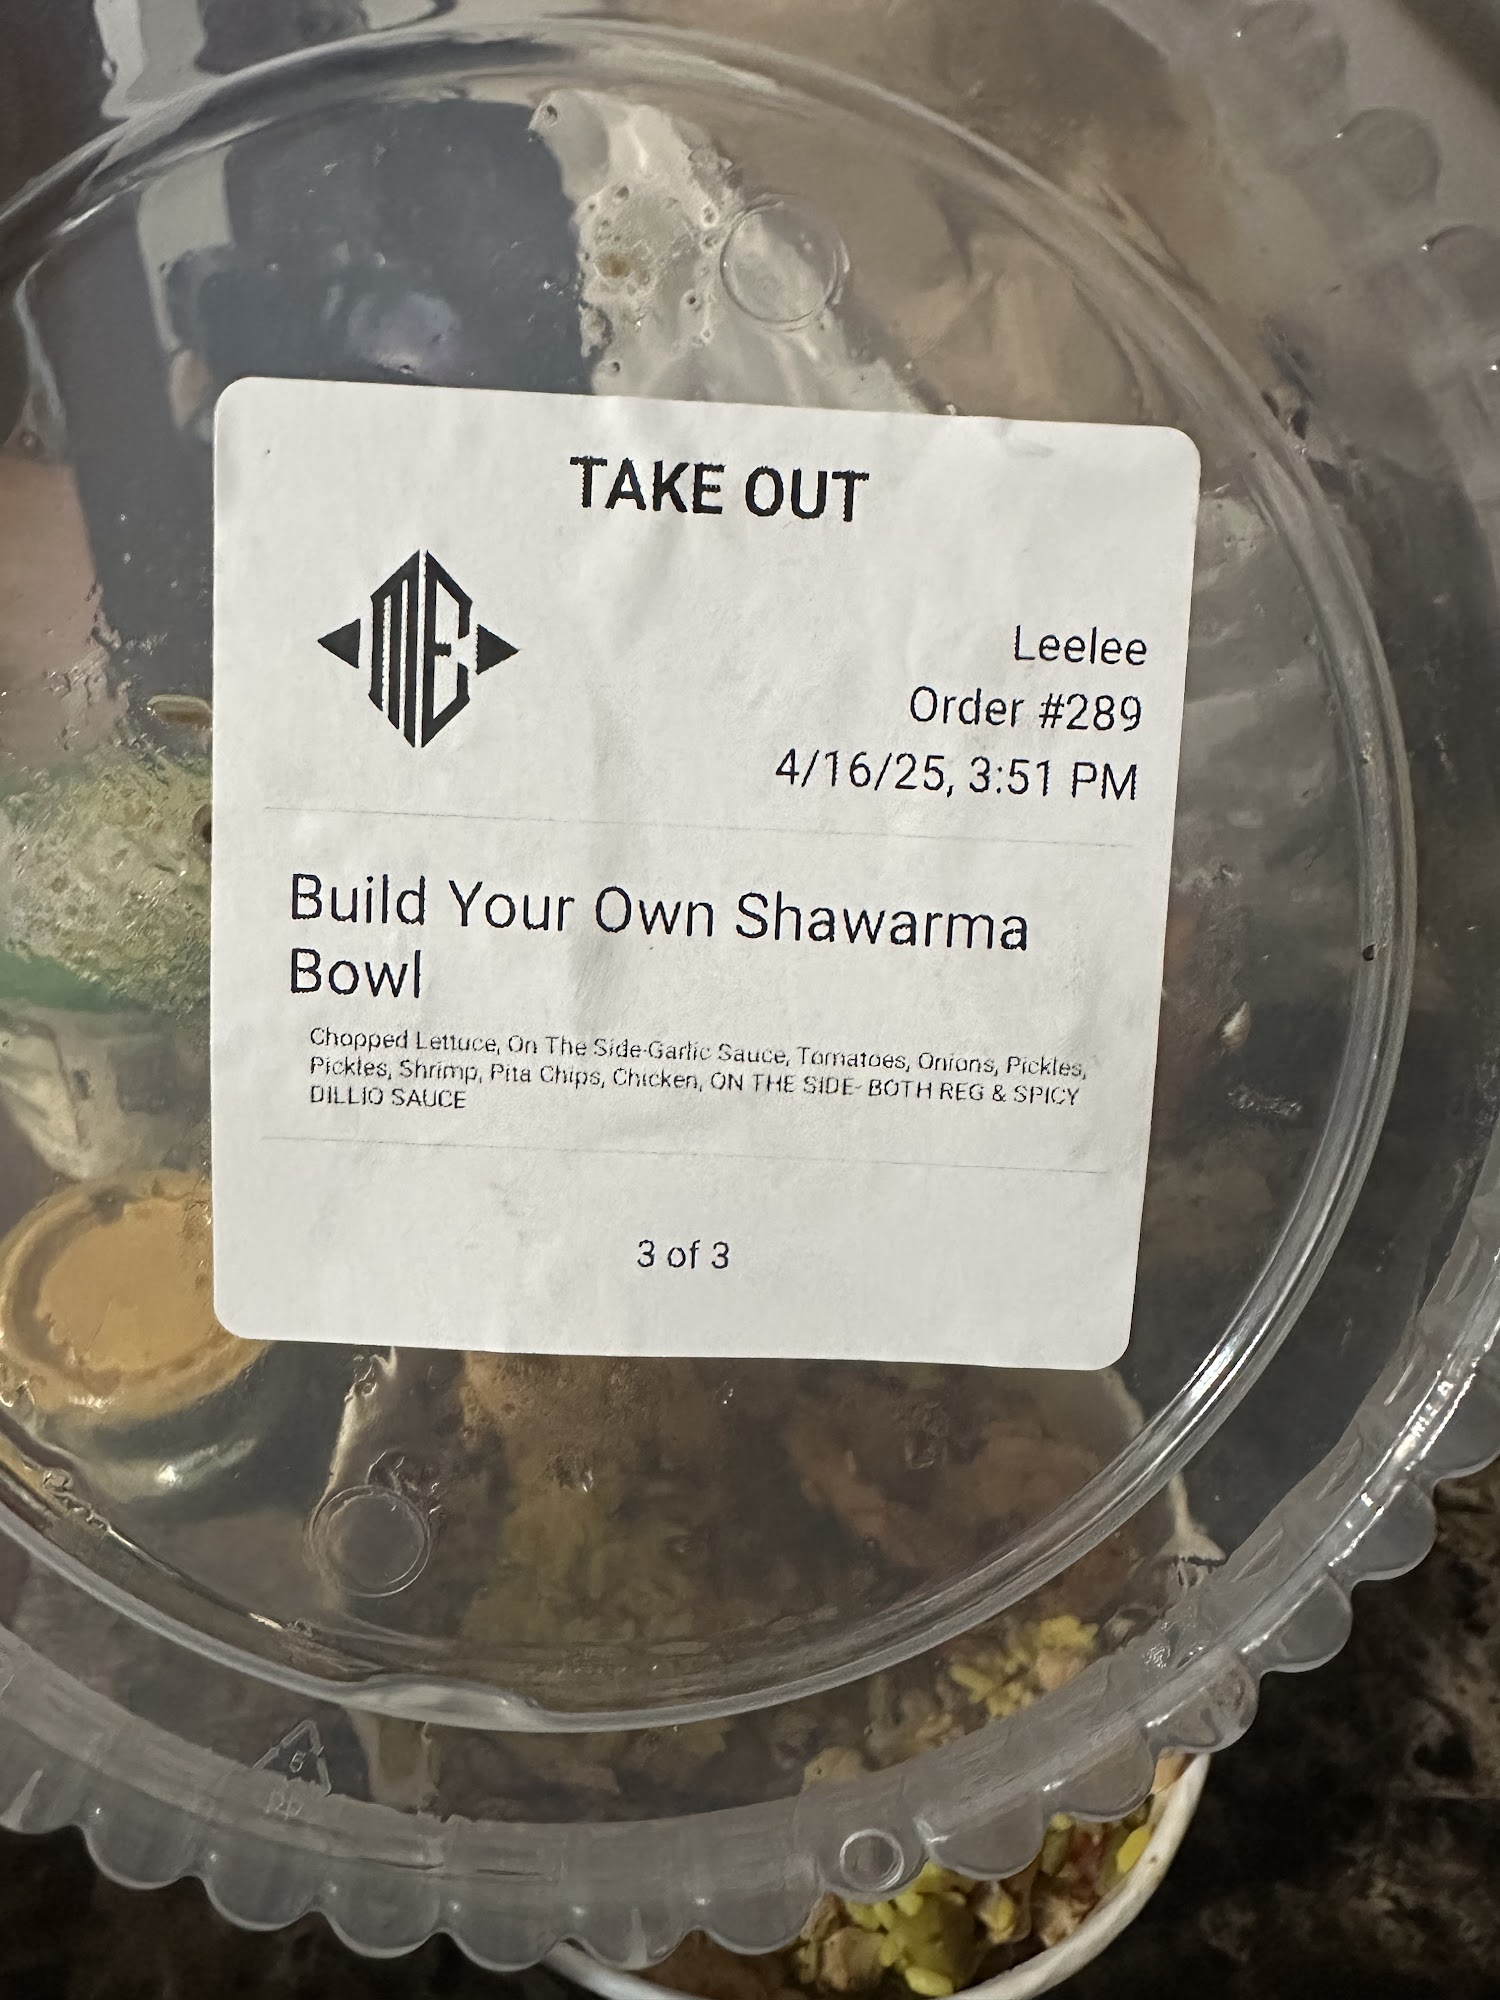 TAKE OUT
ME
Leelee
Order #289
4/16/25, 3:51 PM
Build Your Own Shawarma
Bowl
Chopped Lettuce, On The Side-Garlic Sauce, Tomatoes, Onions, Pickles,
Pickles, Shrimp, Pita Chips, Chicken, ON THE SIDE- BOTH REG & SPICY
DILLIO SAUCE
3 of 3
6